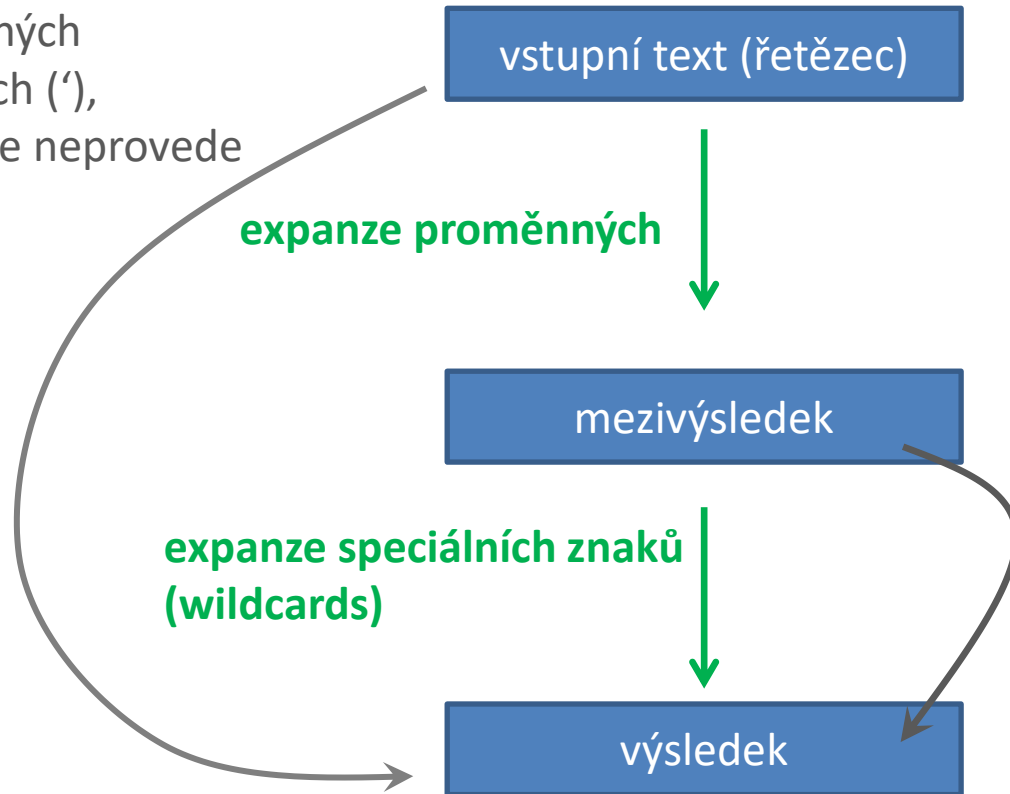 ných
ch (‘),
e neprovede
vstupní text (řetězec)
expanze proměnných
mezivýsledek
expanze speciálních znaků
(wildcards)
výsledek